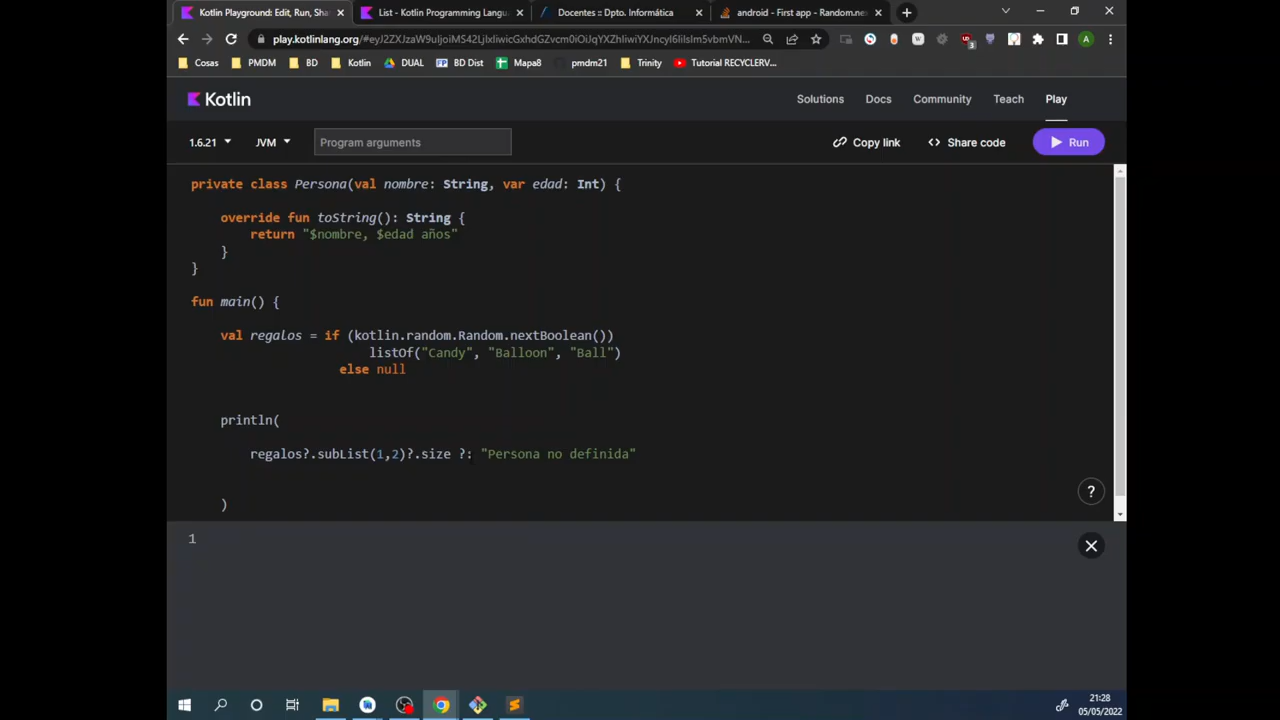 Kotlin Playground: Edit, Run, Sha
List - Kotlin Programming Langu
Docentes :: Dpto. Informática
android - First app - Random.ne
play.kotlinlang.org/#eyJ2ZXJzaW9uIjoiMS42LjIxIiwicGxhdGZvcm0iOiJqYXZhIiwiYXJncyI6IiIsIm5vbmVN...
3
A
Cosas
PMDM
BD
Kotlin
DUAL
BD Dist
Mapa8
pmdm21
Trinity
Tutorial RECYCLERV...
Kotlin
Solutions
Docs
Community
Teach
Play
1.6.21
JVM
Program arguments
Copy link
Share code
Run
private class Persona(val nombre: String, var edad: Int) {
override fun toString(): String {
return "$nombre, $edad años"
}
}
fun main() {
val regalos = if (kotlin.random.Random.nextBoolean())
listOf("Candy", "Balloon", "Ball")
else null
println(
regalos?.subList(1,2)?.size ?: "Persona no definida"
)
?
1
21:28
05/05/2022